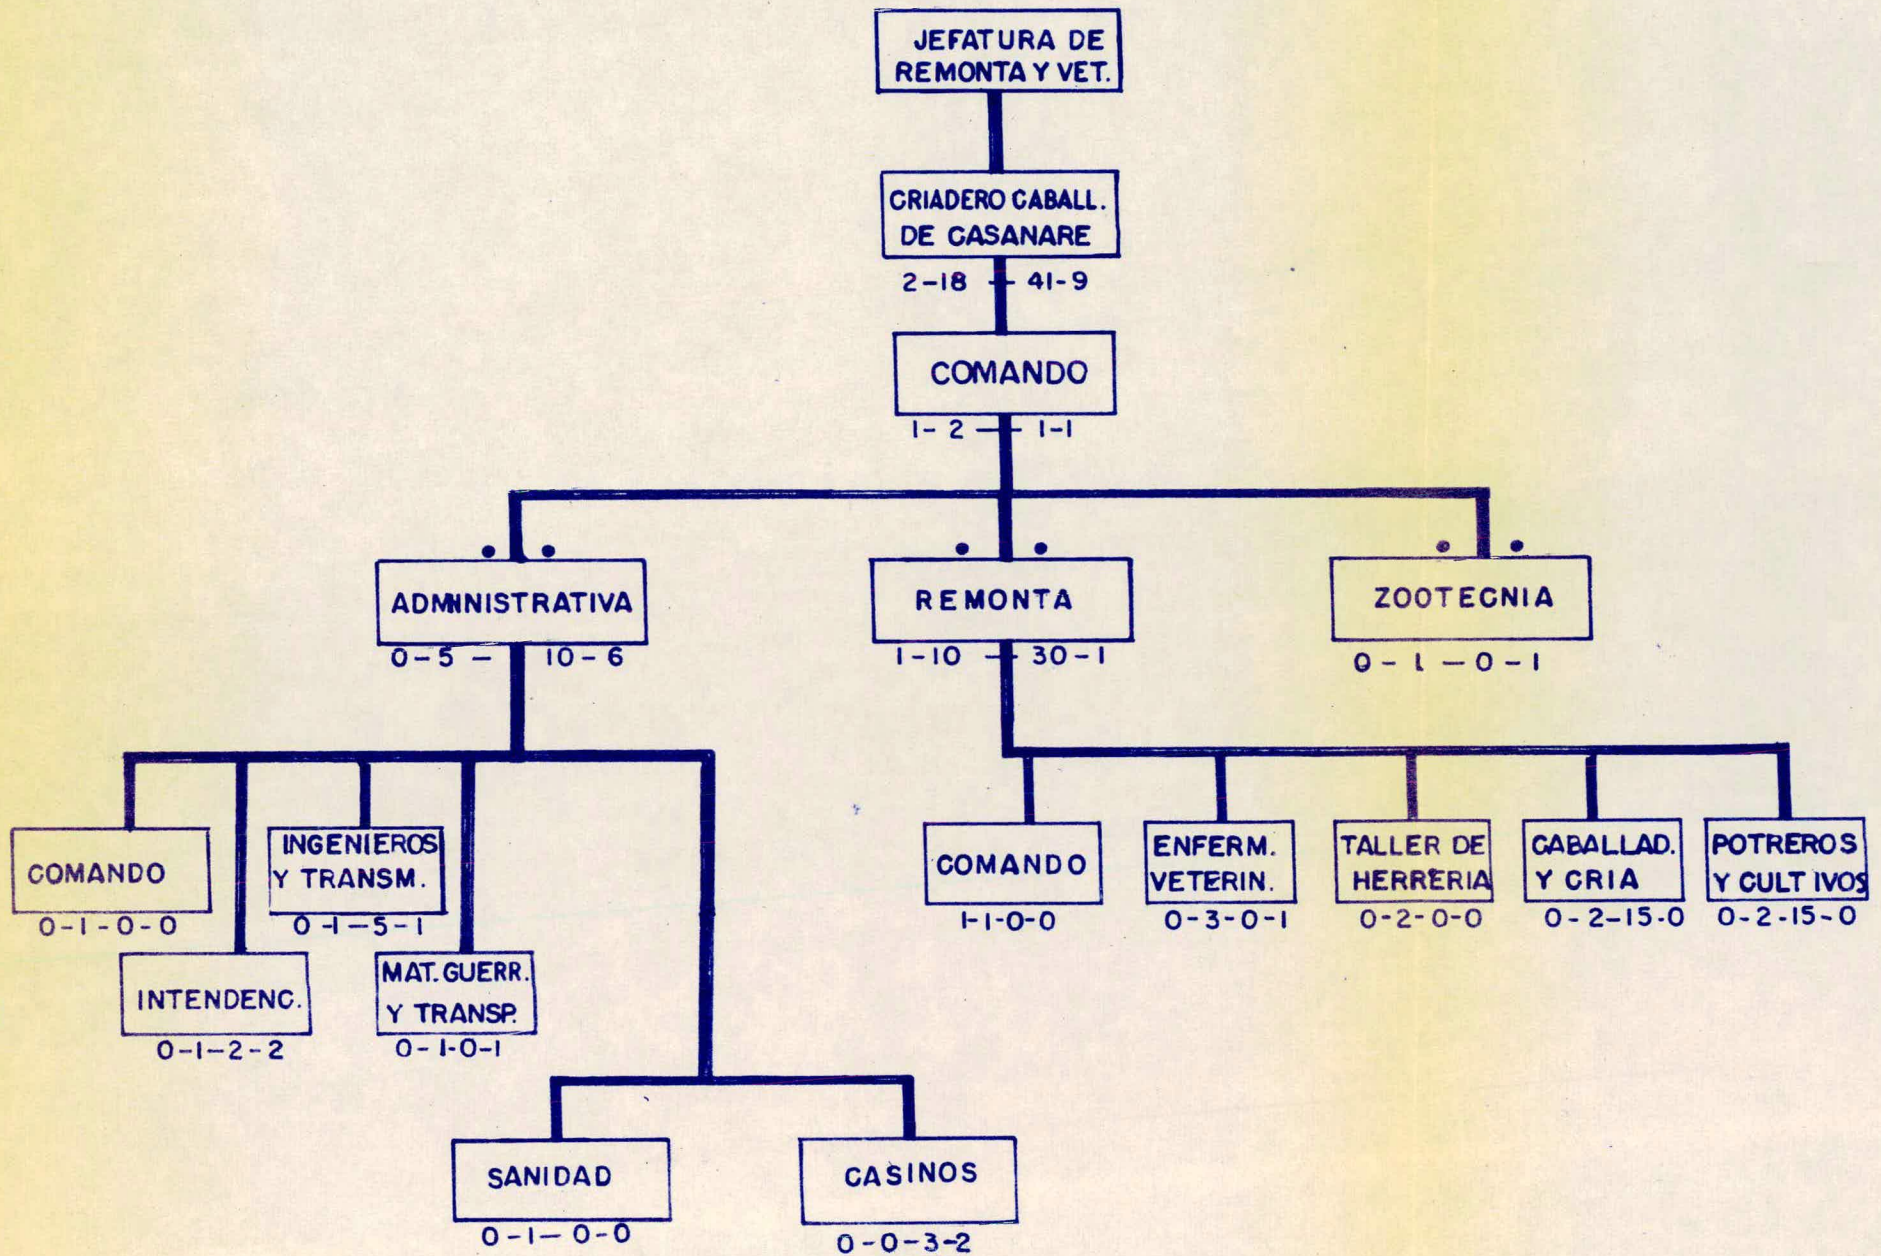 JEFATURA DE
REMONTA Y VET.
CRIADERO CABALL.
DE CASANARE
2-18 - 41-9
COMANDO
1-2 - 1-1
ADMINISTRATIVA
0-5 - 10-6
REMONTA
1-10 - 30-1
ZOOTECNIA
0-1-0-1
COMANDO
0-1-0-0
INTENDENC.
0-1-2-2
INGENIEROS
Y TRANSM.
0-1-5-1
MAT. GUERR.
Y TRANSP.
0-1-0-1
SANIDAD
0-1-0-0
CASINOS
0-0-3-2
COMANDO
1-1-0-0
ENFERM.
VETERIN.
0-3-0-1
TALLER DE
HERRERIA
0-2-0-0
CABALLAD.
Y CRIA
0-2-15-0
POTREROS
Y CULTIVOS
0-2-15-0